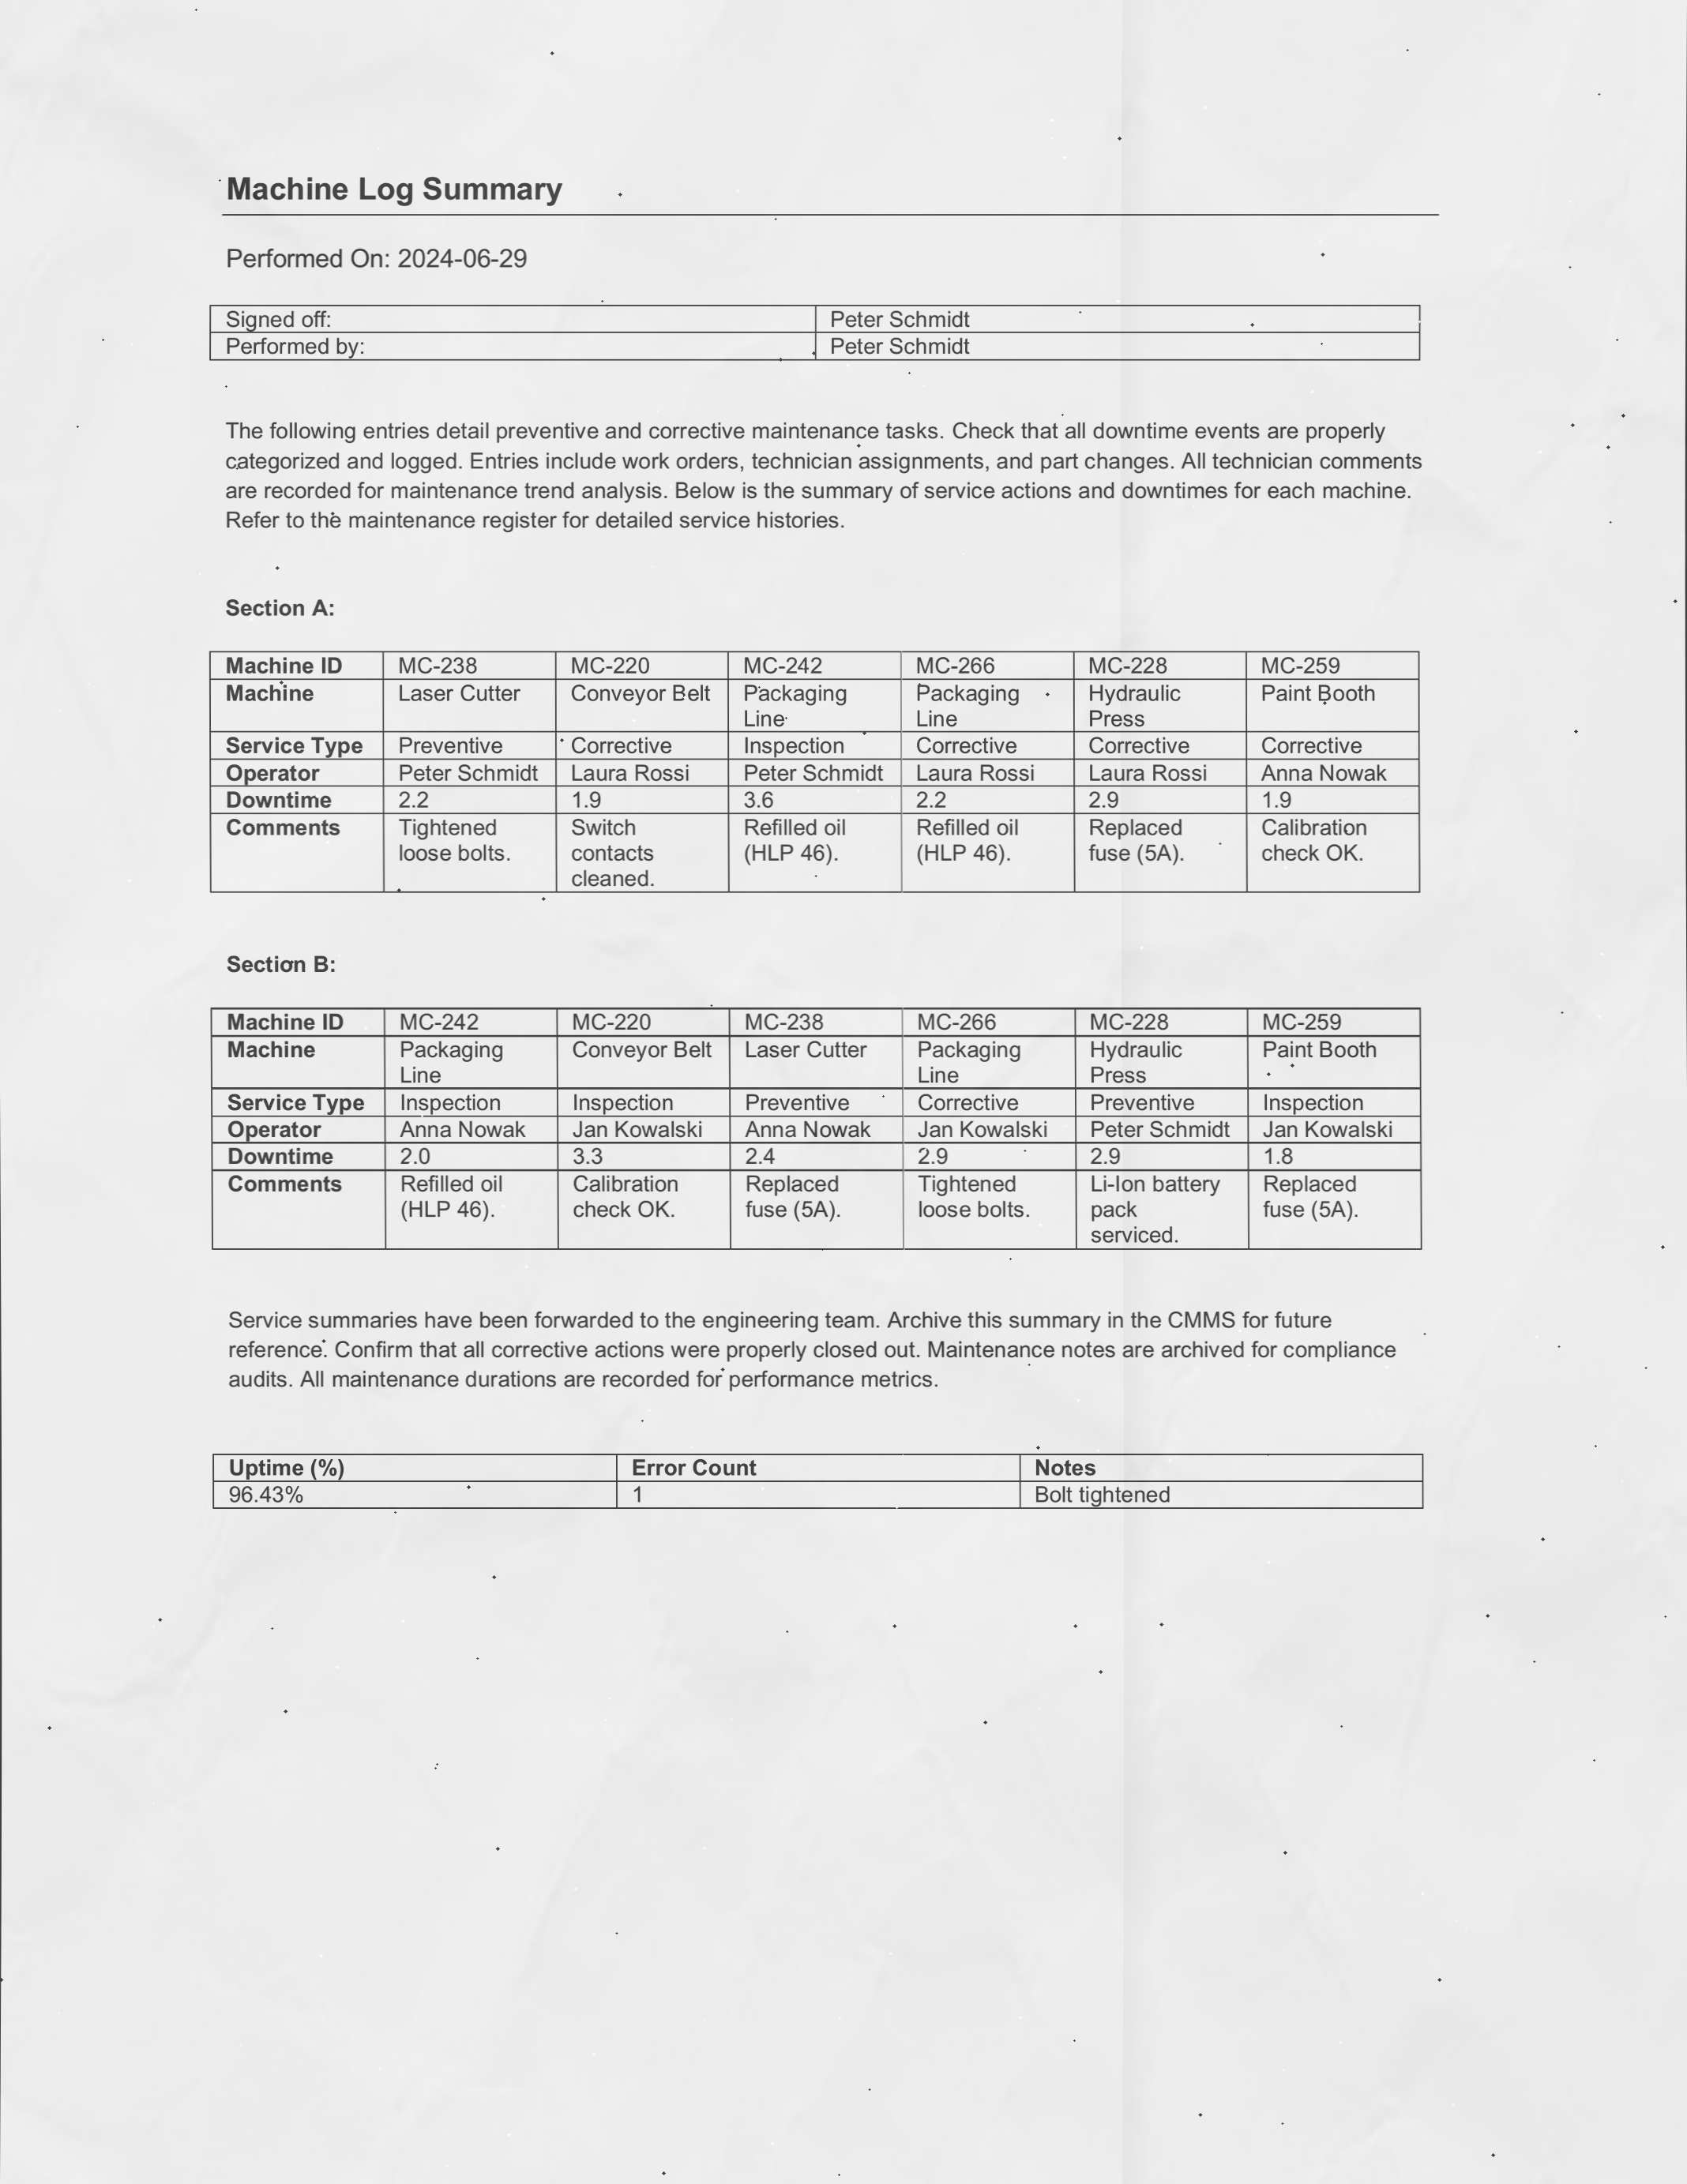 Machine Log Summary
Performed On: 2024-06-29
Signed off: Peter Schmidt
Performed by: Peter Schmidt
The following entries detail preventive and corrective maintenance tasks. Check that all downtime events are properly
categorized and logged. Entries include work orders, technician assignments, and part changes. All technician comments
are recorded for maintenance trend analysis. Below is the summary of service actions and downtimes for each machine.
Refer to the maintenance register for detailed service histories.
Section A:
Machine ID MC-238 MC-220 MC-242 MC-266 MC-228 MC-259
Machine Laser Cutter Conveyor Belt Packaging Packaging Hydraulic Paint Booth
Line Line Press
Service Type Preventive Corrective Inspection Corrective Corrective Corrective
Operator Peter Schmidt Laura Rossi Peter Schmidt Laura Rossi Laura Rossi Anna Nowak
Downtime 2.2 1.9 3.6 2.2 2.9 1.9
Comments Tightened Switch Refilled oil Refilled oil Replaced Calibration
loose bolts. contacts (HLP 46). (HLP 46). fuse (5A). check OK.
cleaned.
Section B:
Machine ID MC-242 MC-220 MC-238 MC-266 MC-228 MC-259
Machine Packaging Conveyor Belt Laser Cutter Packaging Hydraulic Paint Booth
Line Line Press
Service Type Inspection Inspection Preventive Corrective Preventive Inspection
Operator Anna Nowak Jan Kowalski Anna Nowak Jan Kowalski Peter Schmidt Jan Kowalski
Downtime 2.0 3.3 2.4 2.9 2.9 1.8
Comments Refilled oil Calibration Replaced Tightened Li-Ion battery Replaced
(HLP 46). check OK. fuse (5A). loose bolts. pack fuse (5A).
serviced.
Service summaries have been forwarded to the engineering team. Archive this summary in the CMMS for future
reference. Confirm that all corrective actions were properly closed out. Maintenance notes are archived for compliance
audits. All maintenance durations are recorded for performance metrics.
Uptime (%) Error Count Notes
96.43% 1 Bolt tightened